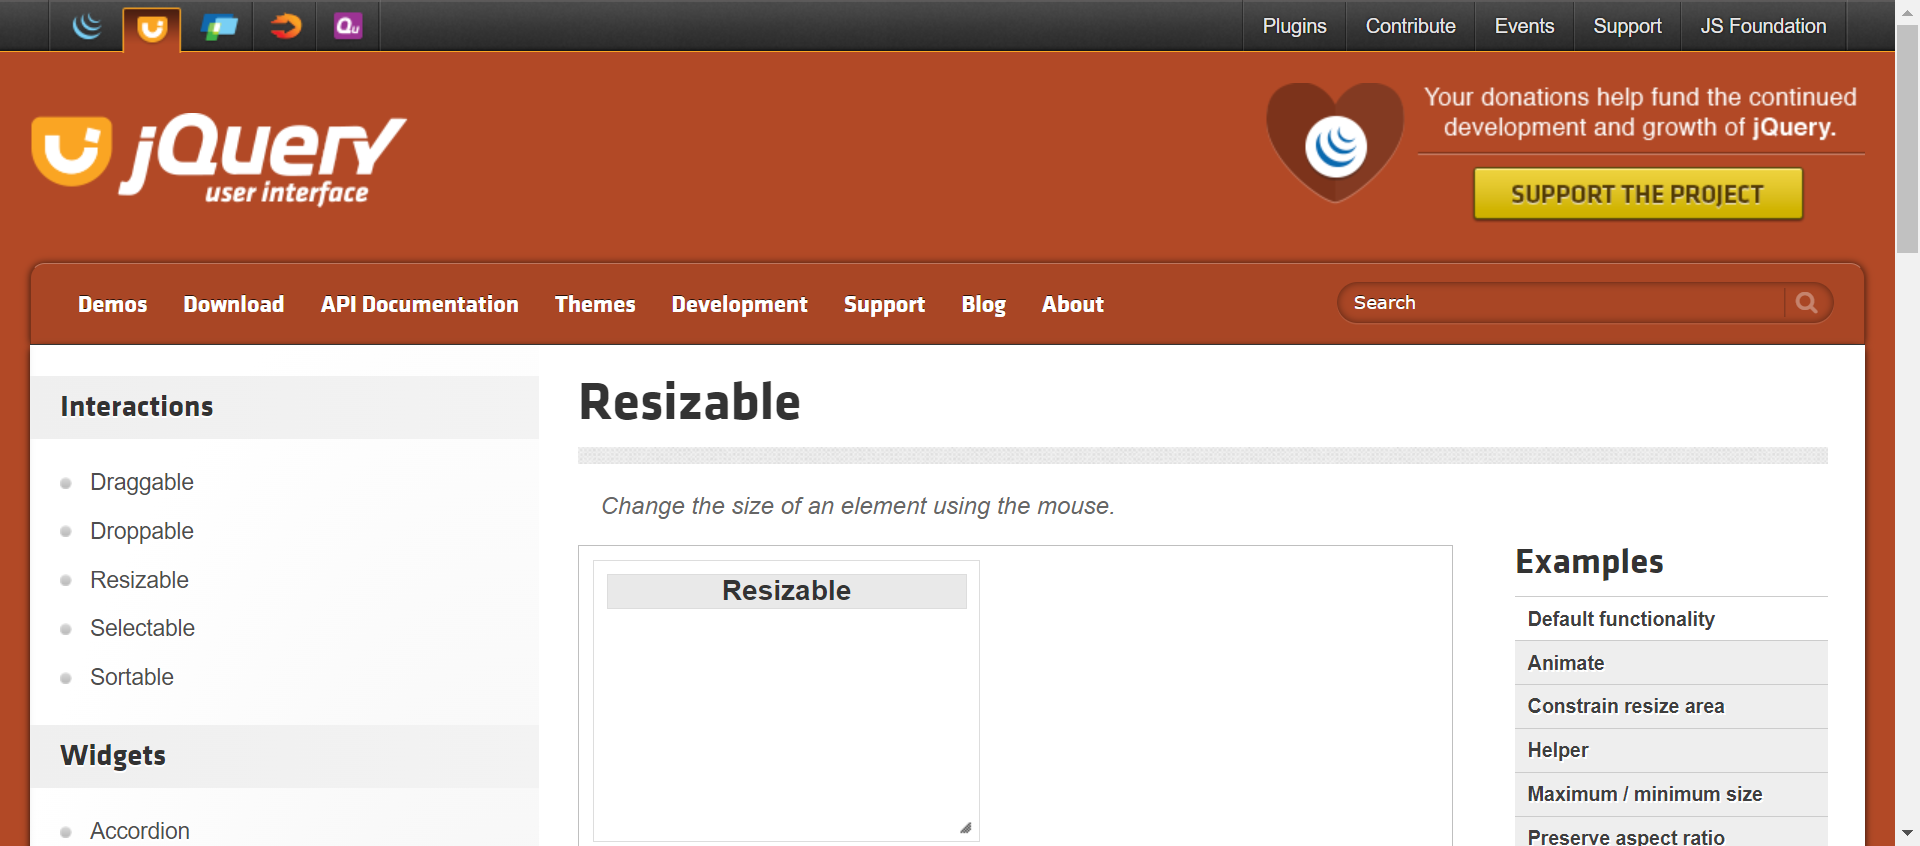 Qu
Plugins
Contribute
Events
Support
JS Foundation
jQuery
user interface
Your donations help fund the continued
development and growth of jQuery.
SUPPORT THE PROJECT
Demos
Download
API Documentation
Themes
Development
Support
Blog
About
Search
Interactions
Draggable
Droppable
Resizable
Selectable
Sortable
Widgets
Accordion
Resizable
Change the size of an element using the mouse.
Resizable
Examples
Default functionality
Animate
Constrain resize area
Helper
Maximum / minimum size
Preserve aspect ratio